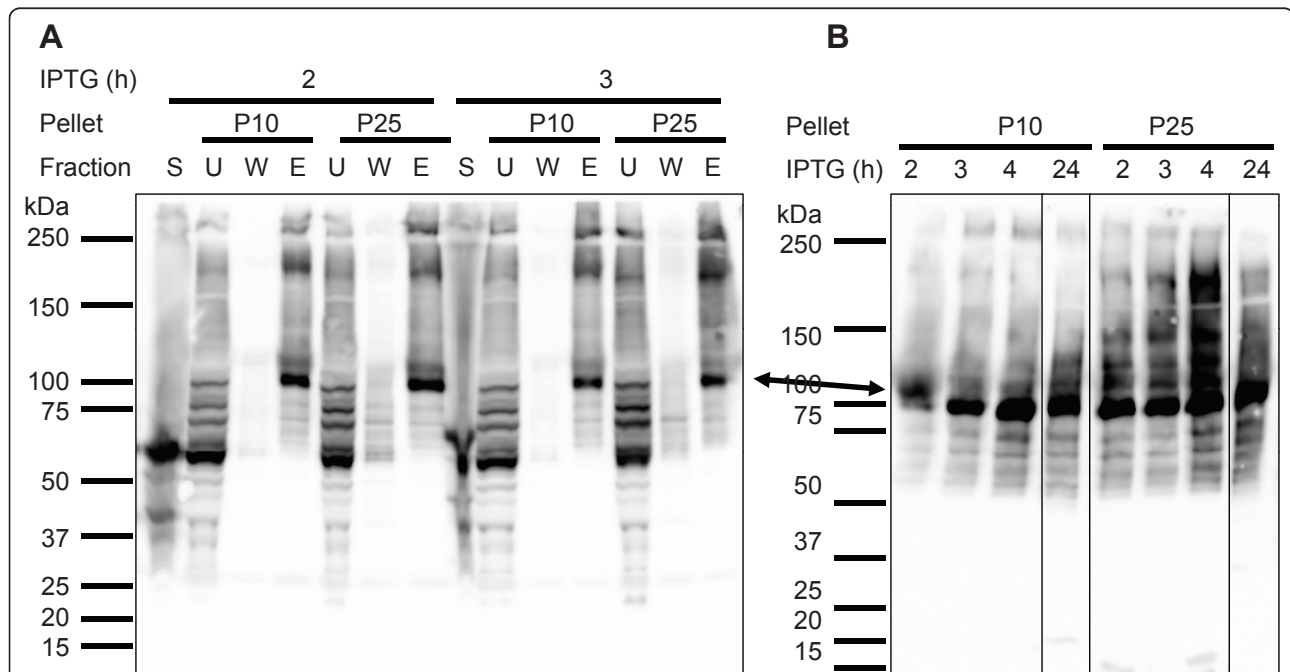 A
IPTG (h) 2 3
Pellet P10 P25 P10 P25
Fraction S U W E U W E S U W E U W E
kDa
250
150
100
75
50
37
25
20
15
B
Pellet P10 P25
IPTG (h) 2 3 4 24 2 3 4 24
kDa
250
150
100
75
50
37
25
20
15